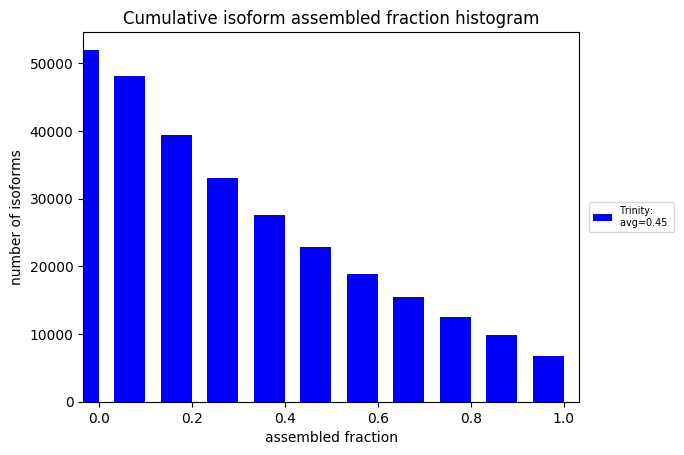 Cumulative isoform assembled fraction histogram
number of isoforms
50000
40000
30000
20000
10000
0
0.0 0.2 0.4 0.6 0.8 1.0
assembled fraction
Trinity:
avg=0.45